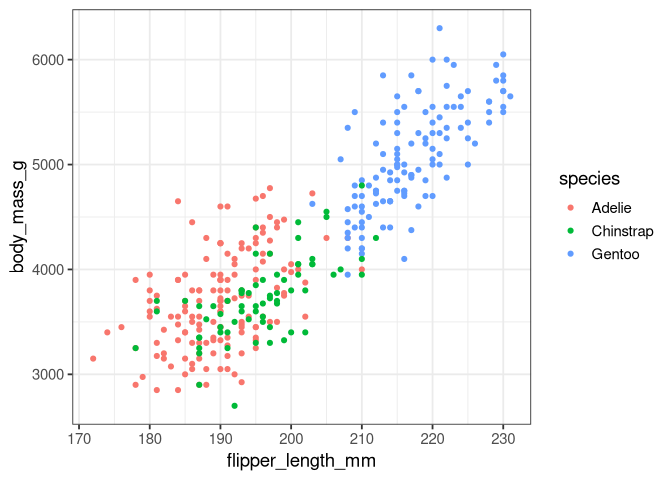 6000
5000
4000
3000
body_mass_g
170 180 190 200 210 220 230
flipper_length_mm
species
Adelie
Chinstrap
Gentoo